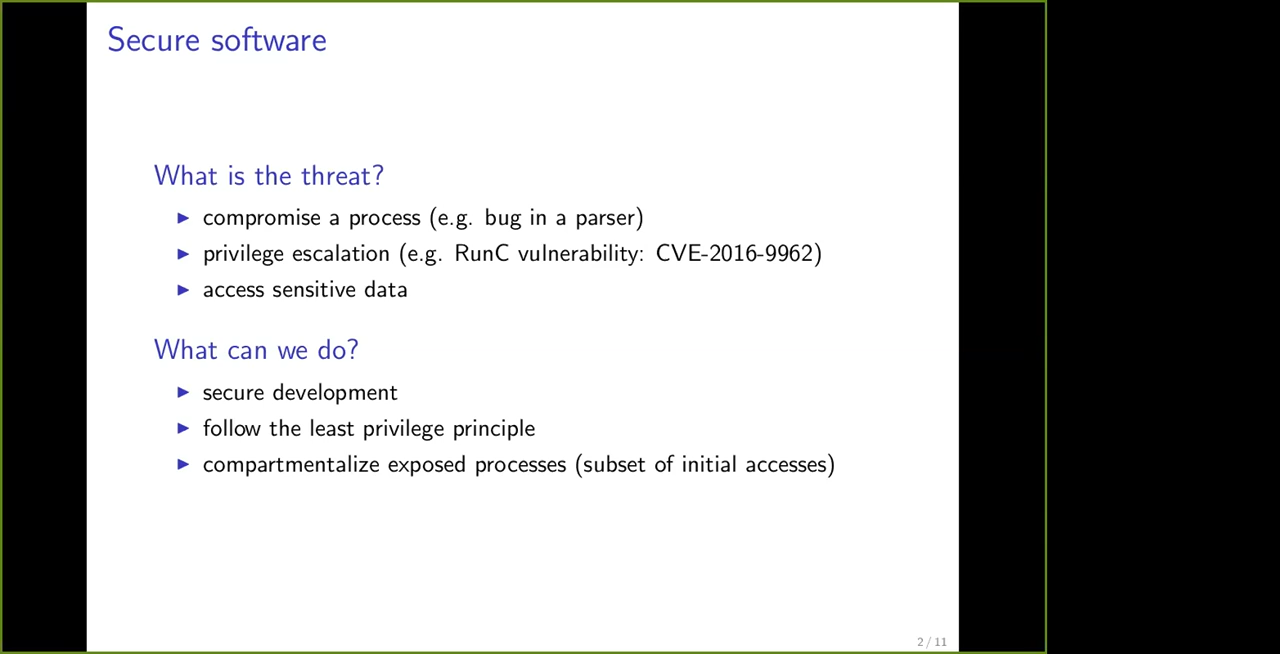 Secure software
What is the threat?
▶ compromise a process (e.g. bug in a parser)
▶ privilege escalation (e.g. RunC vulnerability: CVE-2016-9962)
▶ access sensitive data
What can we do?
▶ secure development
▶ follow the least privilege principle
▶ compartmentalize exposed processes (subset of initial accesses)
2 / 11